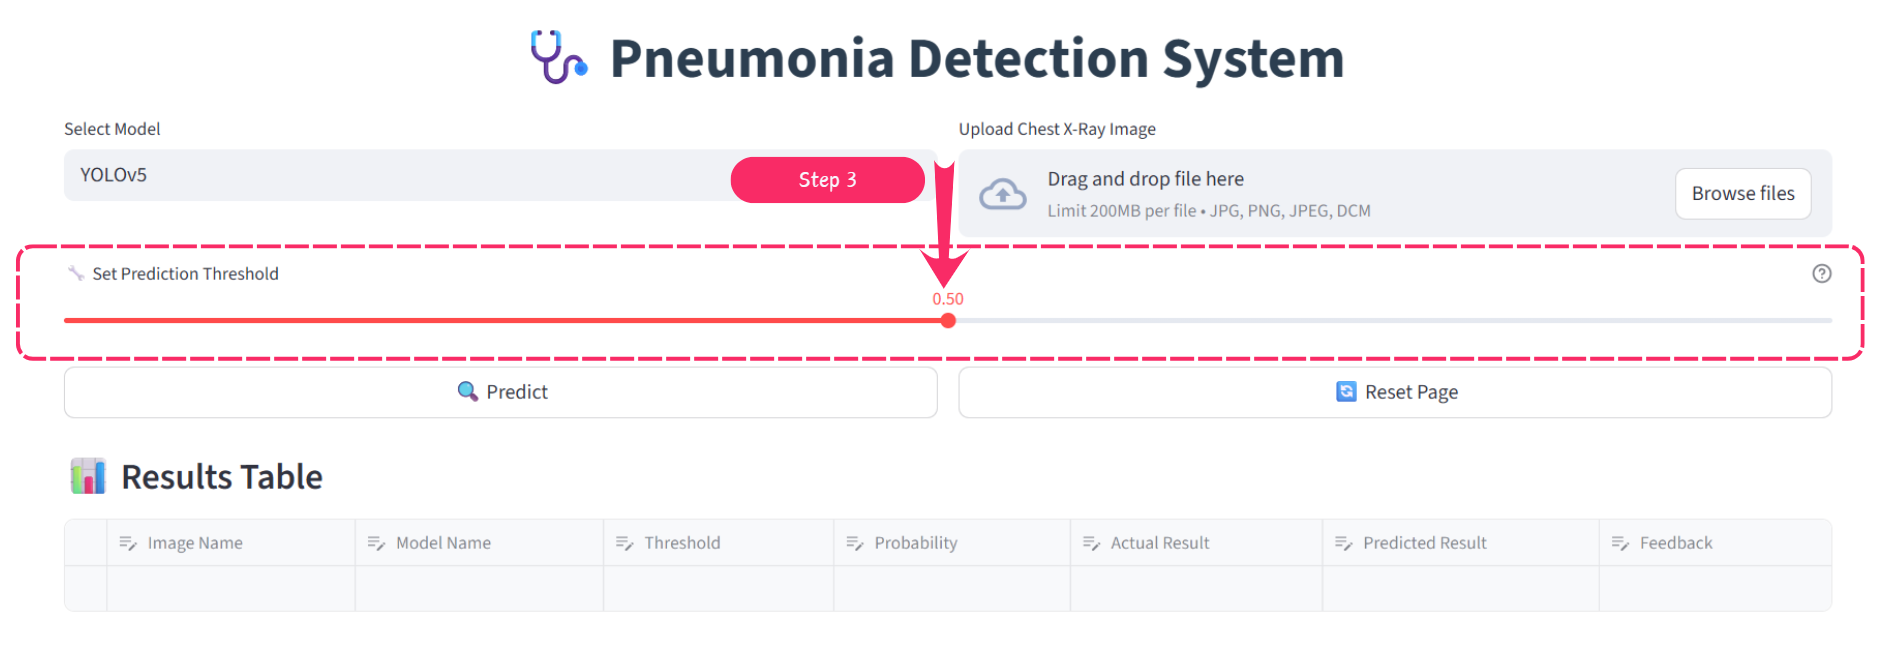 Pneumonia Detection System
Select Model
YOLOv5
Step 3
Upload Chest X-Ray Image
Drag and drop file here
Limit 200MB per file • JPG, PNG, JPEG, DCM
Browse files
Set Prediction Threshold
0.50
Predict
Reset Page
Results Table
Image Name Model Name Threshold Probability Actual Result Predicted Result Feedback